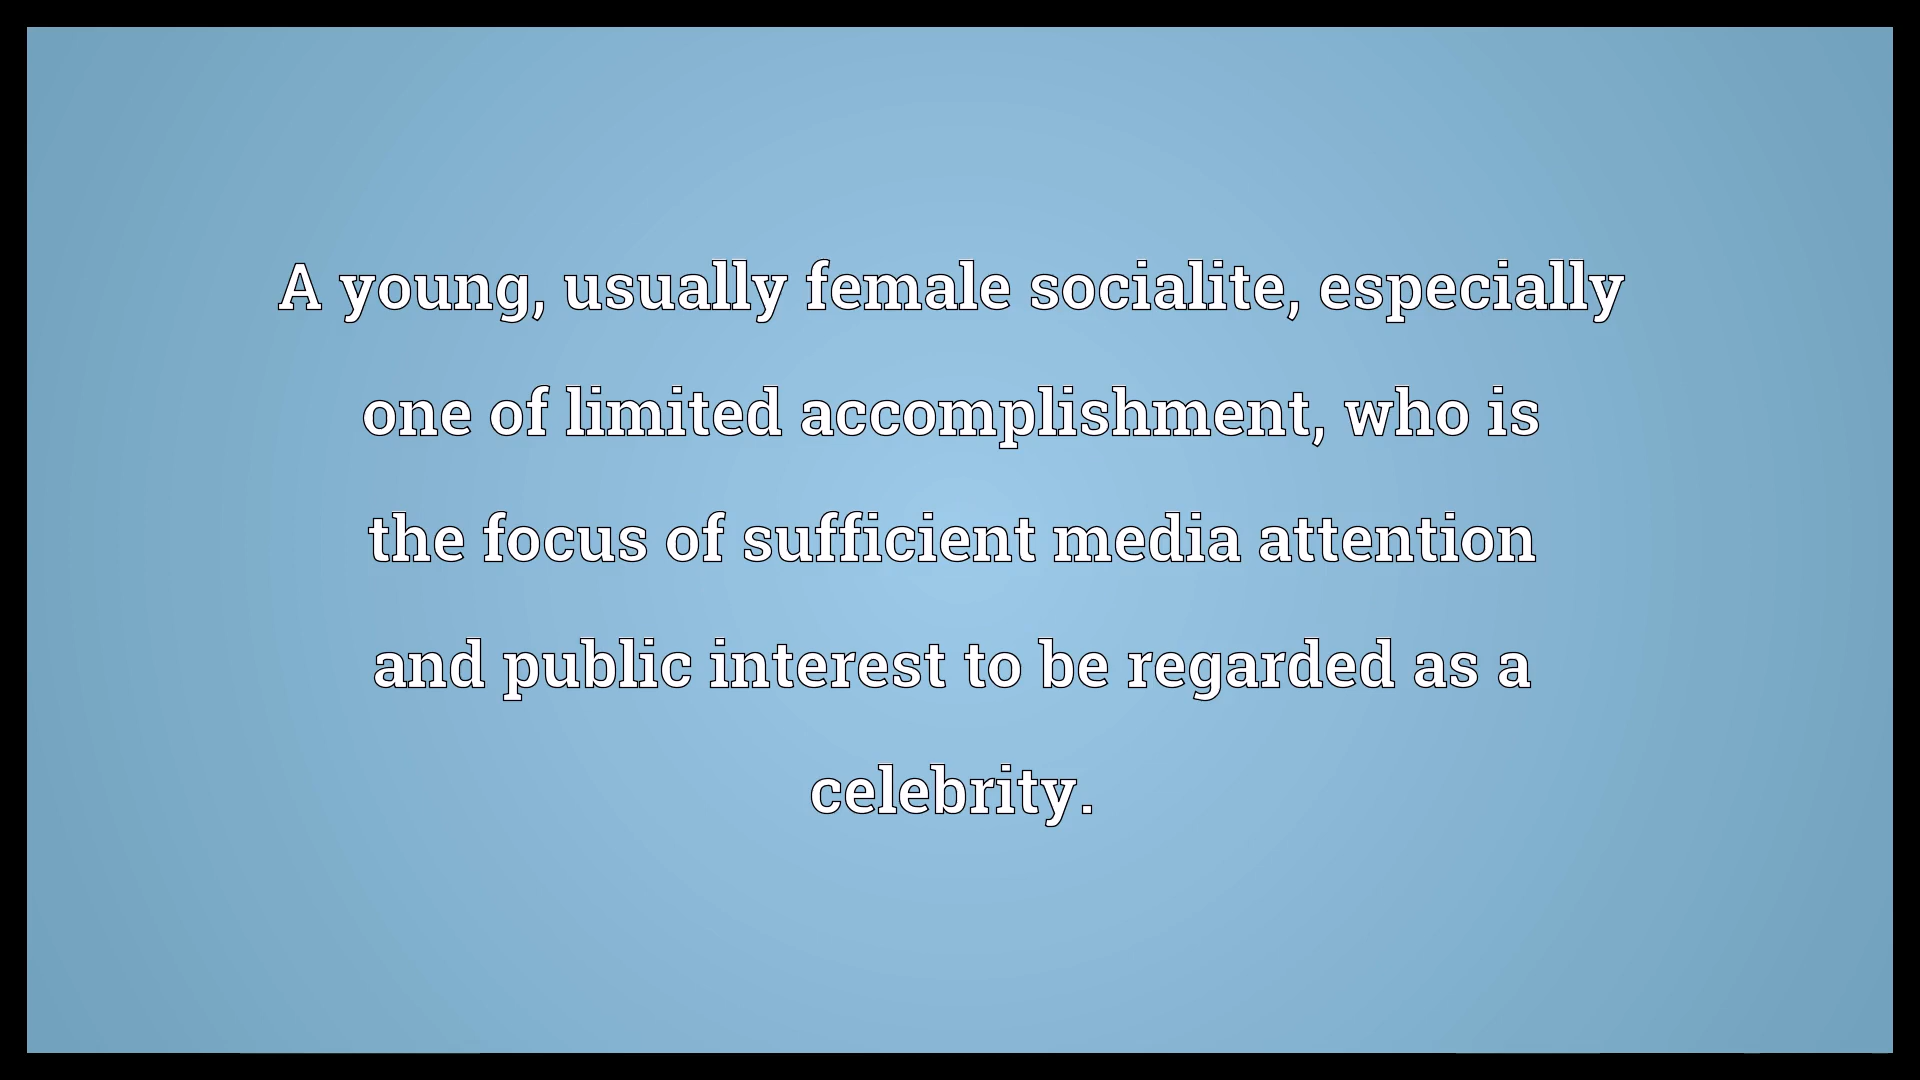 A young, usually female socialite, especially
one of limited accomplishment, who is
the focus of sufficient media attention
and public interest to be regarded as a
celebrity.